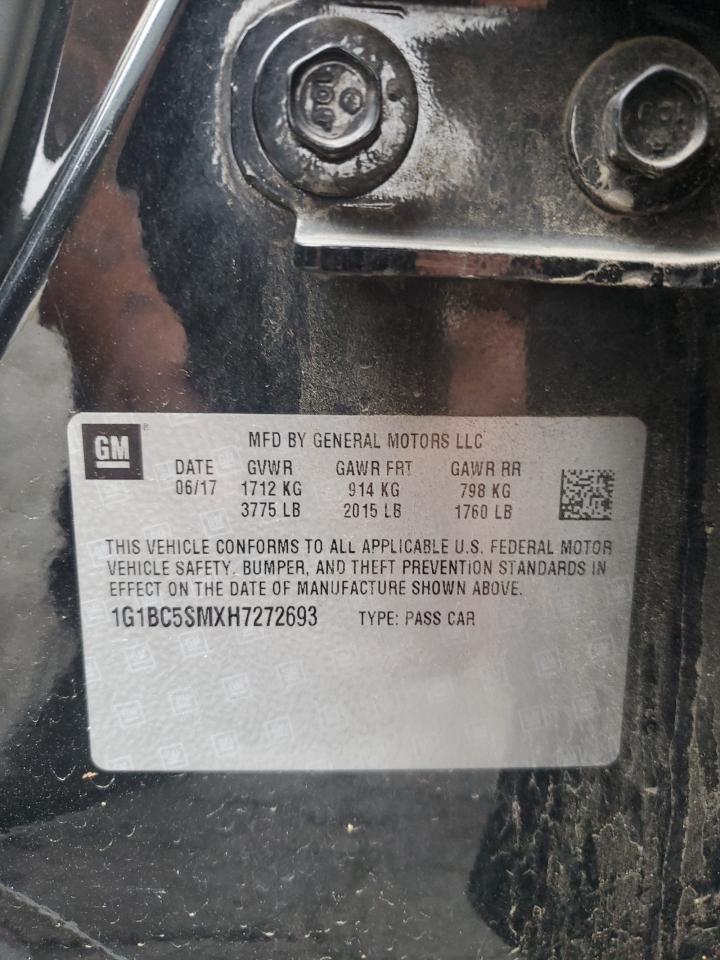 GM
MFD BY GENERAL MOTORS LLC
DATE GVWR GAWR FRT GAWR RR
06/17 1712 KG 914 KG 798 KG
3775 LB 2015 LB 1760 LB
THIS VEHICLE CONFORMS TO ALL APPLICABLE U.S. FEDERAL MOTOR
VEHICLE SAFETY, BUMPER, AND THEFT PREVENTION STANDARDS IN
EFFECT ON THE DATE OF MANUFACTURE SHOWN ABOVE.
1G1BC5SMXH7272693 TYPE: PASS CAR